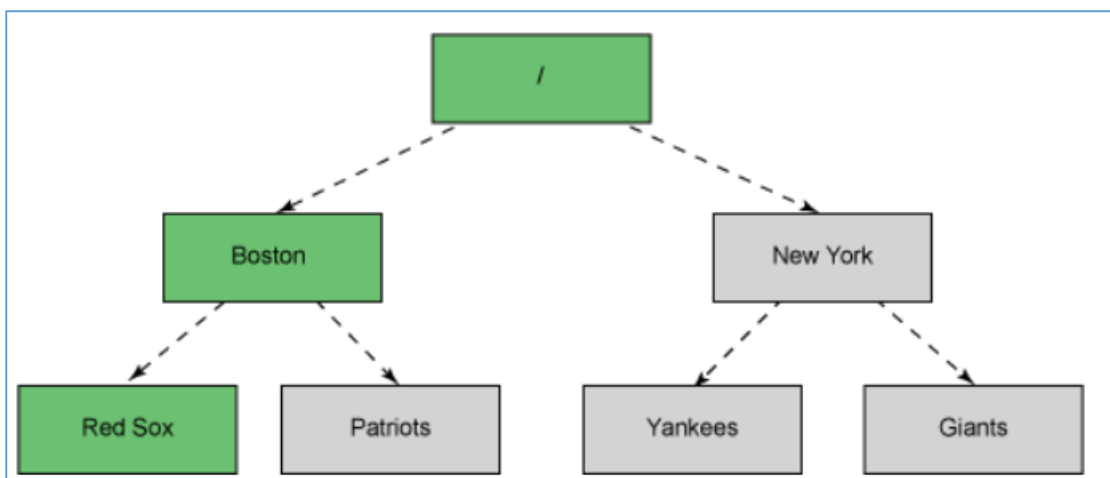 /
Boston
New York
Red Sox
Patriots
Yankees
Giants